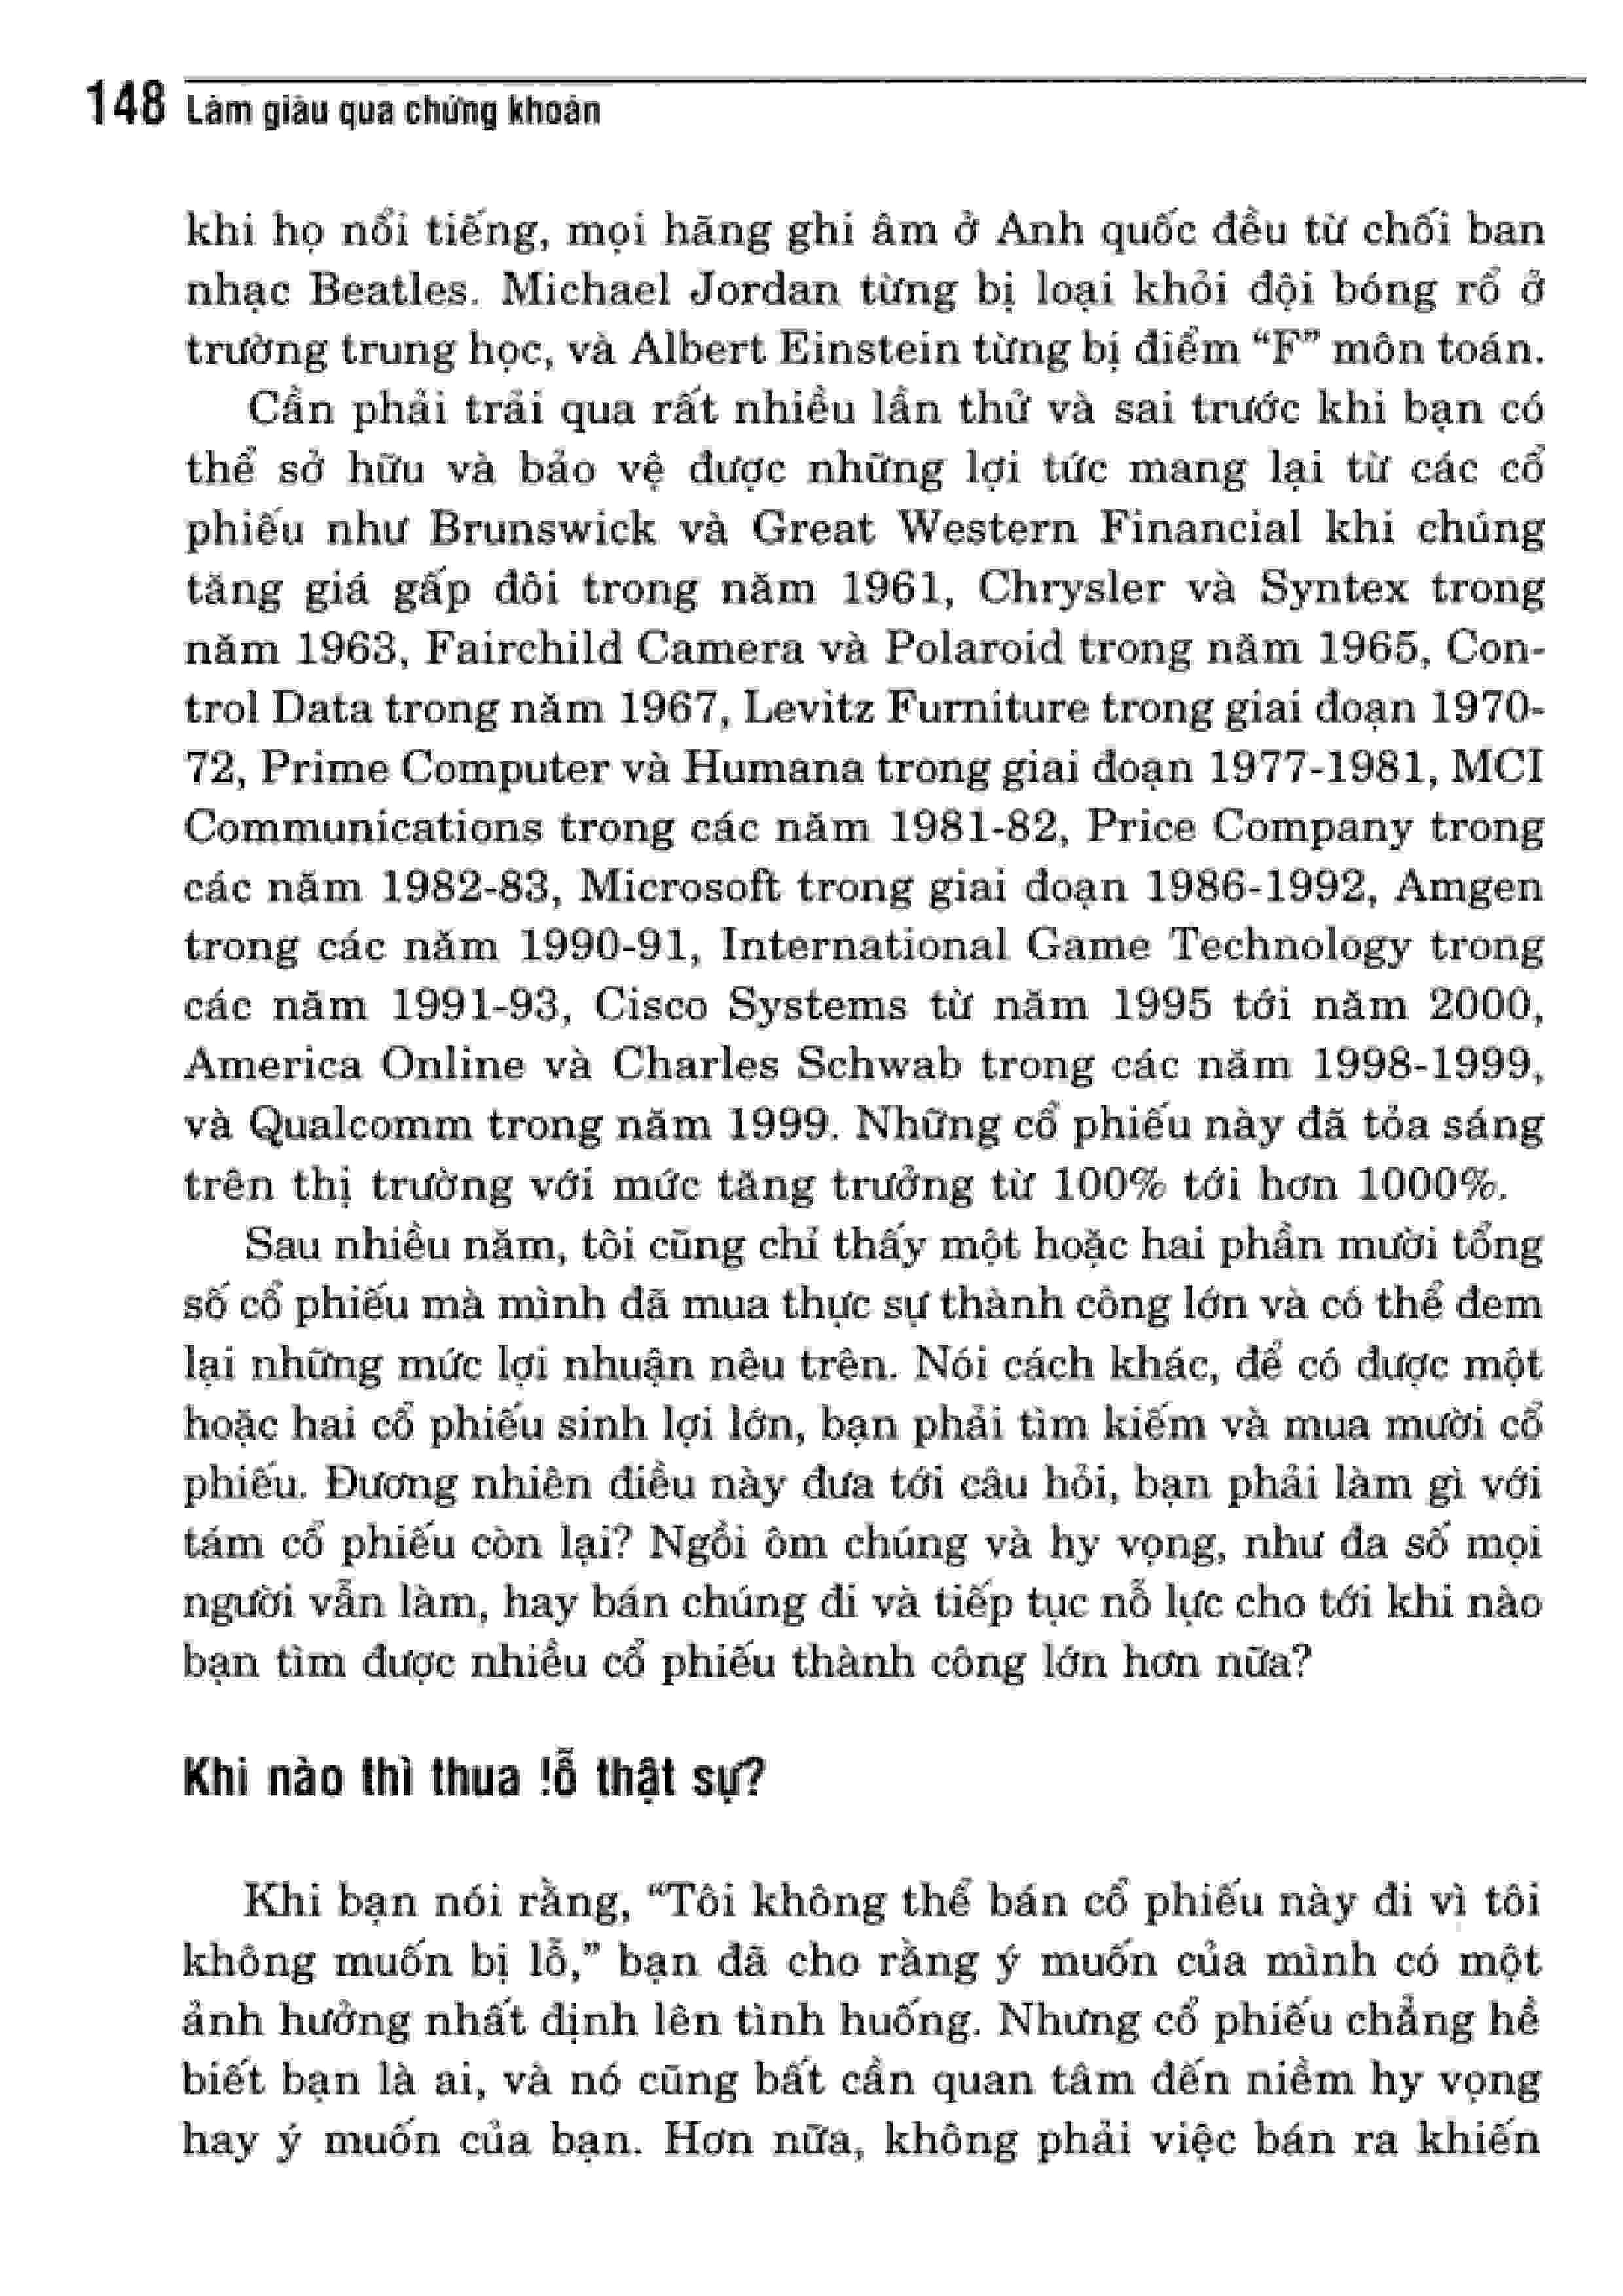 148 Làm giàu qua chứng khoán
khi họ nổi tiếng, mọi hãng ghi âm ở Anh quốc đều từ chối ban
nhạc Beatles. Michael Jordan từng bị loại khỏi đội bóng rổ ở
trường trung học, và Albert Einstein từng bị điểm “F” môn toán.
Cần phải trải qua rất nhiều lần thử và sai trước khi bạn có
thể sở hữu và bảo vệ được những lợi tức mang lại từ các cổ
phiếu như Brunswick và Great Western Financial khi chúng
tăng giá gấp đôi trong năm 1961, Chrysler và Syntex trong
năm 1963, Fairchild Camera và Polaroid trong năm 1965, Con-
trol Data trong năm 1967, Levitz Furniture trong giai đoạn 1970-
72, Prime Computer và Humana trong giai đoạn 1977-1981, MCI
Communications trong các năm 1981-82, Price Company trong
các năm 1982-83, Microsoft trong giai đoạn 1986-1992, Amgen
trong các năm 1990-91, International Game Technology trong
các năm 1991-93, Cisco Systems từ năm 1995 tới năm 2000,
America Online và Charles Schwab trong các năm 1998-1999,
và Qualcomm trong năm 1999. Những cổ phiếu này đã tỏa sáng
trên thị trường với mức tăng trưởng từ 100% tới hơn 1000%.
Sau nhiều năm, tôi cũng chỉ thấy một hoặc hai phần mười tổng
số cổ phiếu mà mình đã mua thực sự thành công lớn và có thể đem
lại những mức lợi nhuận nêu trên. Nói cách khác, để có được một
hoặc hai cổ phiếu sinh lợi lớn, bạn phải tìm kiếm và mua mười cổ
phiếu. Đương nhiên điều này đưa tới câu hỏi, bạn phải làm gì với
tám cổ phiếu còn lại? Ngồi ôm chúng và hy vọng, như đa số mọi
người vẫn làm, hay bán chúng đi và tiếp tục nỗ lực cho tới khi nào
bạn tìm được nhiều cổ phiếu thành công lớn hơn nữa?
Khi nào thì thua lỗ thật sự?
Khi bạn nói rằng, “Tôi không thể bán cổ phiếu này đi vì tôi
không muốn bị lỗ,” bạn đã cho rằng ý muốn của mình có một
ảnh hưởng nhất định lên tình huống. Nhưng cổ phiếu chẳng hề
biết bạn là ai, và nó cũng bất cần quan tâm đến niềm hy vọng
hay ý muốn của bạn. Hơn nữa, không phải việc bán ra khiến